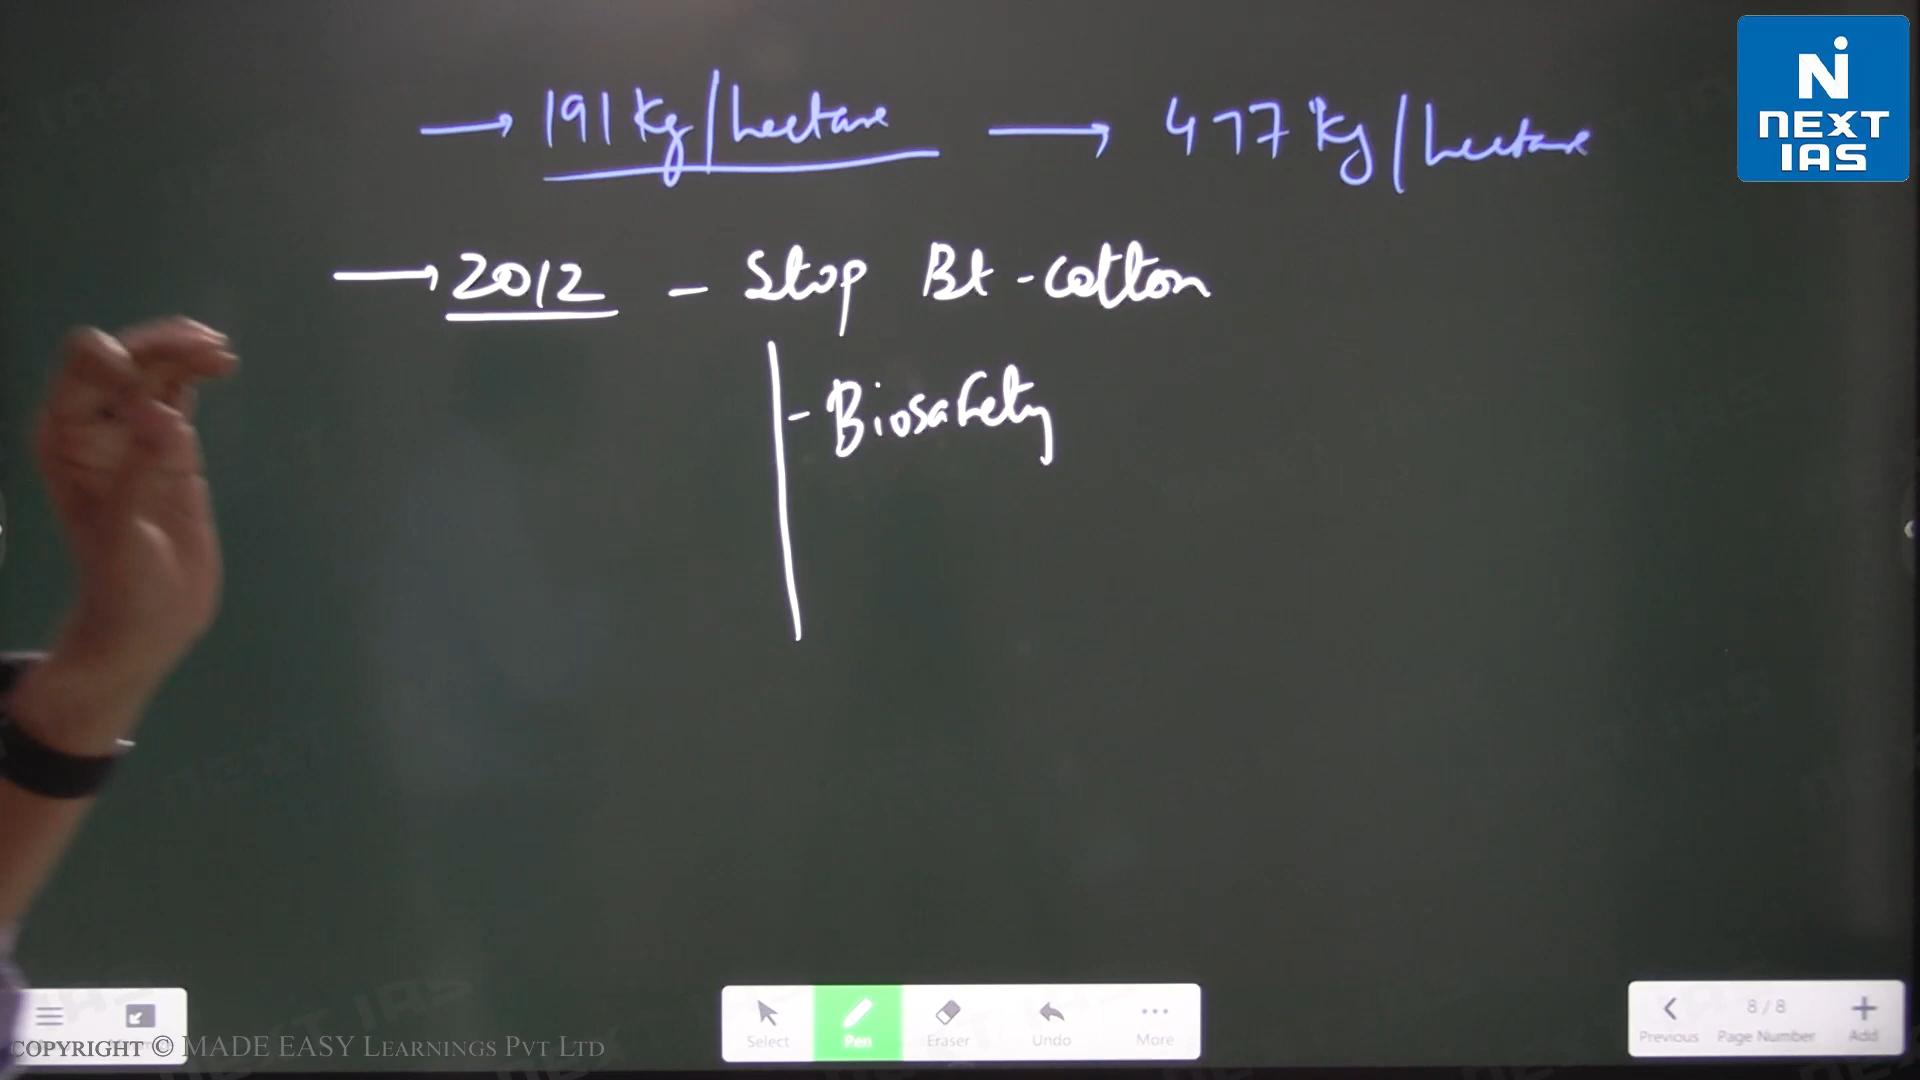 → 191 Kg/hectare → 477 Kg/hectare
→ 2012 - Stop Bt-cotton
- Biosafety
NEXT
IAS
Select
Pen
Eraser
Undo
More
8 / 8
Previous
Page Number
Add
COPYRIGHT © MADE EASY LEARNINGS PVT LTD